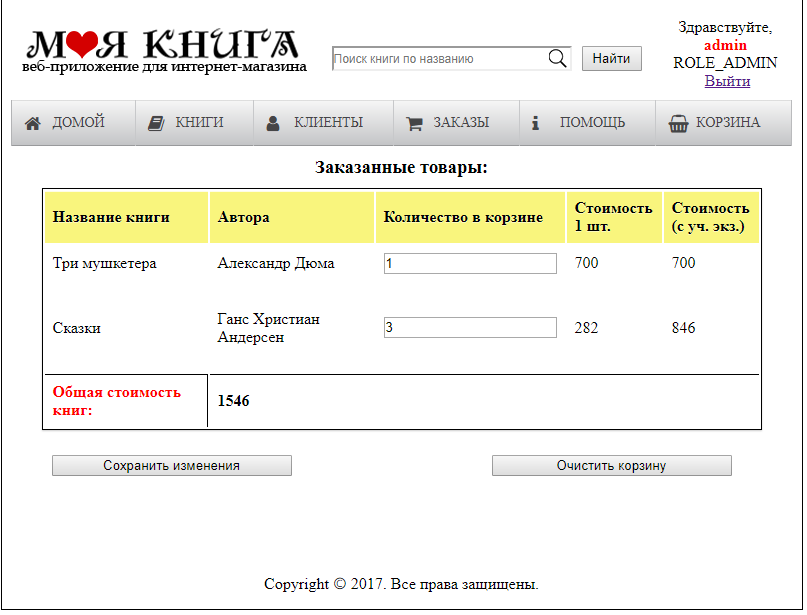 МОЯ КНИГА
веб-приложение для интернет-магазина
Поиск книги по названию
Найти
Здравствуйте,
admin
ROLE_ADMIN
Выйти
ДОМОЙ КНИГИ КЛИЕНТЫ ЗАКАЗЫ ПОМОЩЬ КОРЗИНА
Заказанные товары:
Название книги Автора Количество в корзине Стоимость 1 шт. Стоимость (с уч. экз.)
Три мушкетера Александр Дюма 1 700 700
Сказки Ганс Христиан Андерсен 3 282 846
Общая стоимость книг: 1546
Сохранить изменения Очистить корзину
Copyright © 2017. Все права защищены.